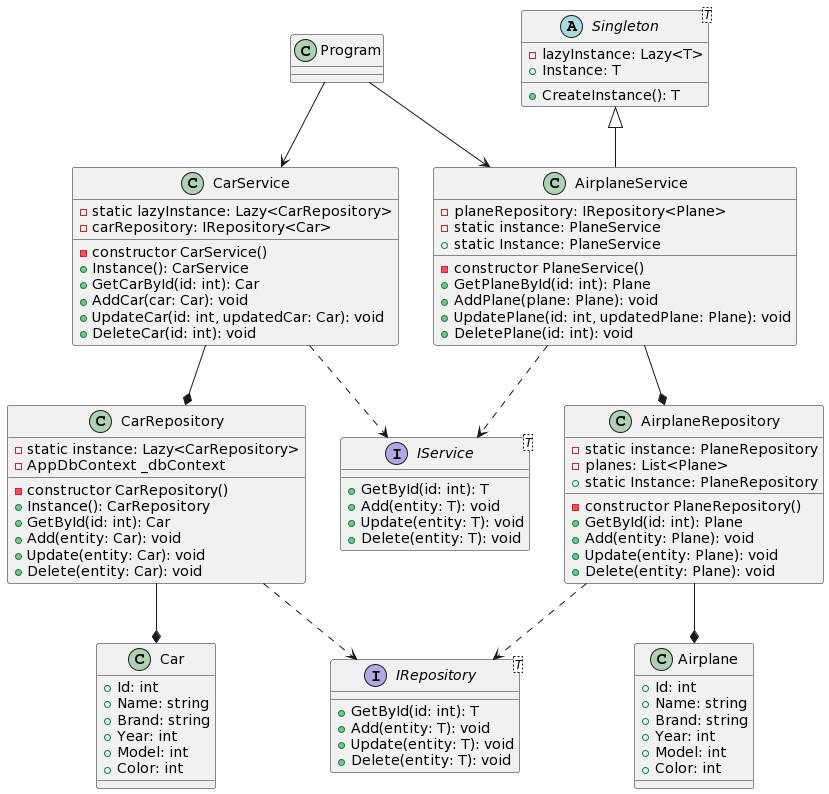 Program
A Singleton T
lazyInstance: Lazy<T>
Instance: T
CreateInstance(): T
C Program
C CarService
static lazyInstance: Lazy<CarRepository>
carRepository: IRepository<Car>
constructor CarService()
Instance(): CarService
GetCarById(id: int): Car
AddCar(car: Car): void
UpdateCar(id: int, updatedCar: Car): void
DeleteCar(id: int): void
C AirplaneService
planeRepository: IRepository<Plane>
static instance: PlaneService
static Instance: PlaneService
constructor PlaneService()
GetPlaneById(id: int): Plane
AddPlane(plane: Plane): void
UpdatePlane(id: int, updatedPlane: Plane): void
DeletePlane(id: int): void
C CarRepository
static instance: Lazy<CarRepository>
AppDbContext _dbContext
constructor CarRepository()
Instance(): CarRepository
GetById(id: int): Car
Add(entity: Car): void
Update(entity: Car): void
Delete(entity: Car): void
I IService T
GetById(id: int): T
Add(entity: T): void
Update(entity: T): void
Delete(entity: T): void
C AirplaneRepository
static instance: PlaneRepository
planes: List<Plane>
static Instance: PlaneRepository
constructor PlaneRepository()
GetById(id: int): Plane
Add(entity: Plane): void
Update(entity: Plane): void
Delete(entity: Plane): void
C Car
Id: int
Name: string
Brand: string
Year: int
Model: int
Color: int
I IRepository T
GetById(id: int): T
Add(entity: T): void
Update(entity: T): void
Delete(entity: T): void
C Airplane
Id: int
Name: string
Brand: string
Year: int
Model: int
Color: int